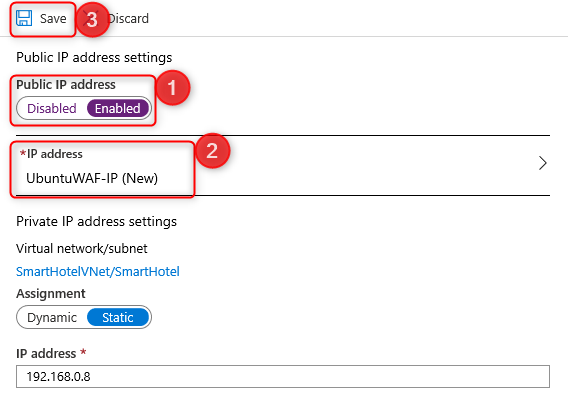 Save 3 Discard
Public IP address settings
Public IP address 1
Disabled Enabled
2
*IP address
UbuntuWAF-IP (New)
Private IP address settings
Virtual network/subnet
SmartHotelVNet/SmartHotel
Assignment
Dynamic Static
IP address *
192.168.0.8